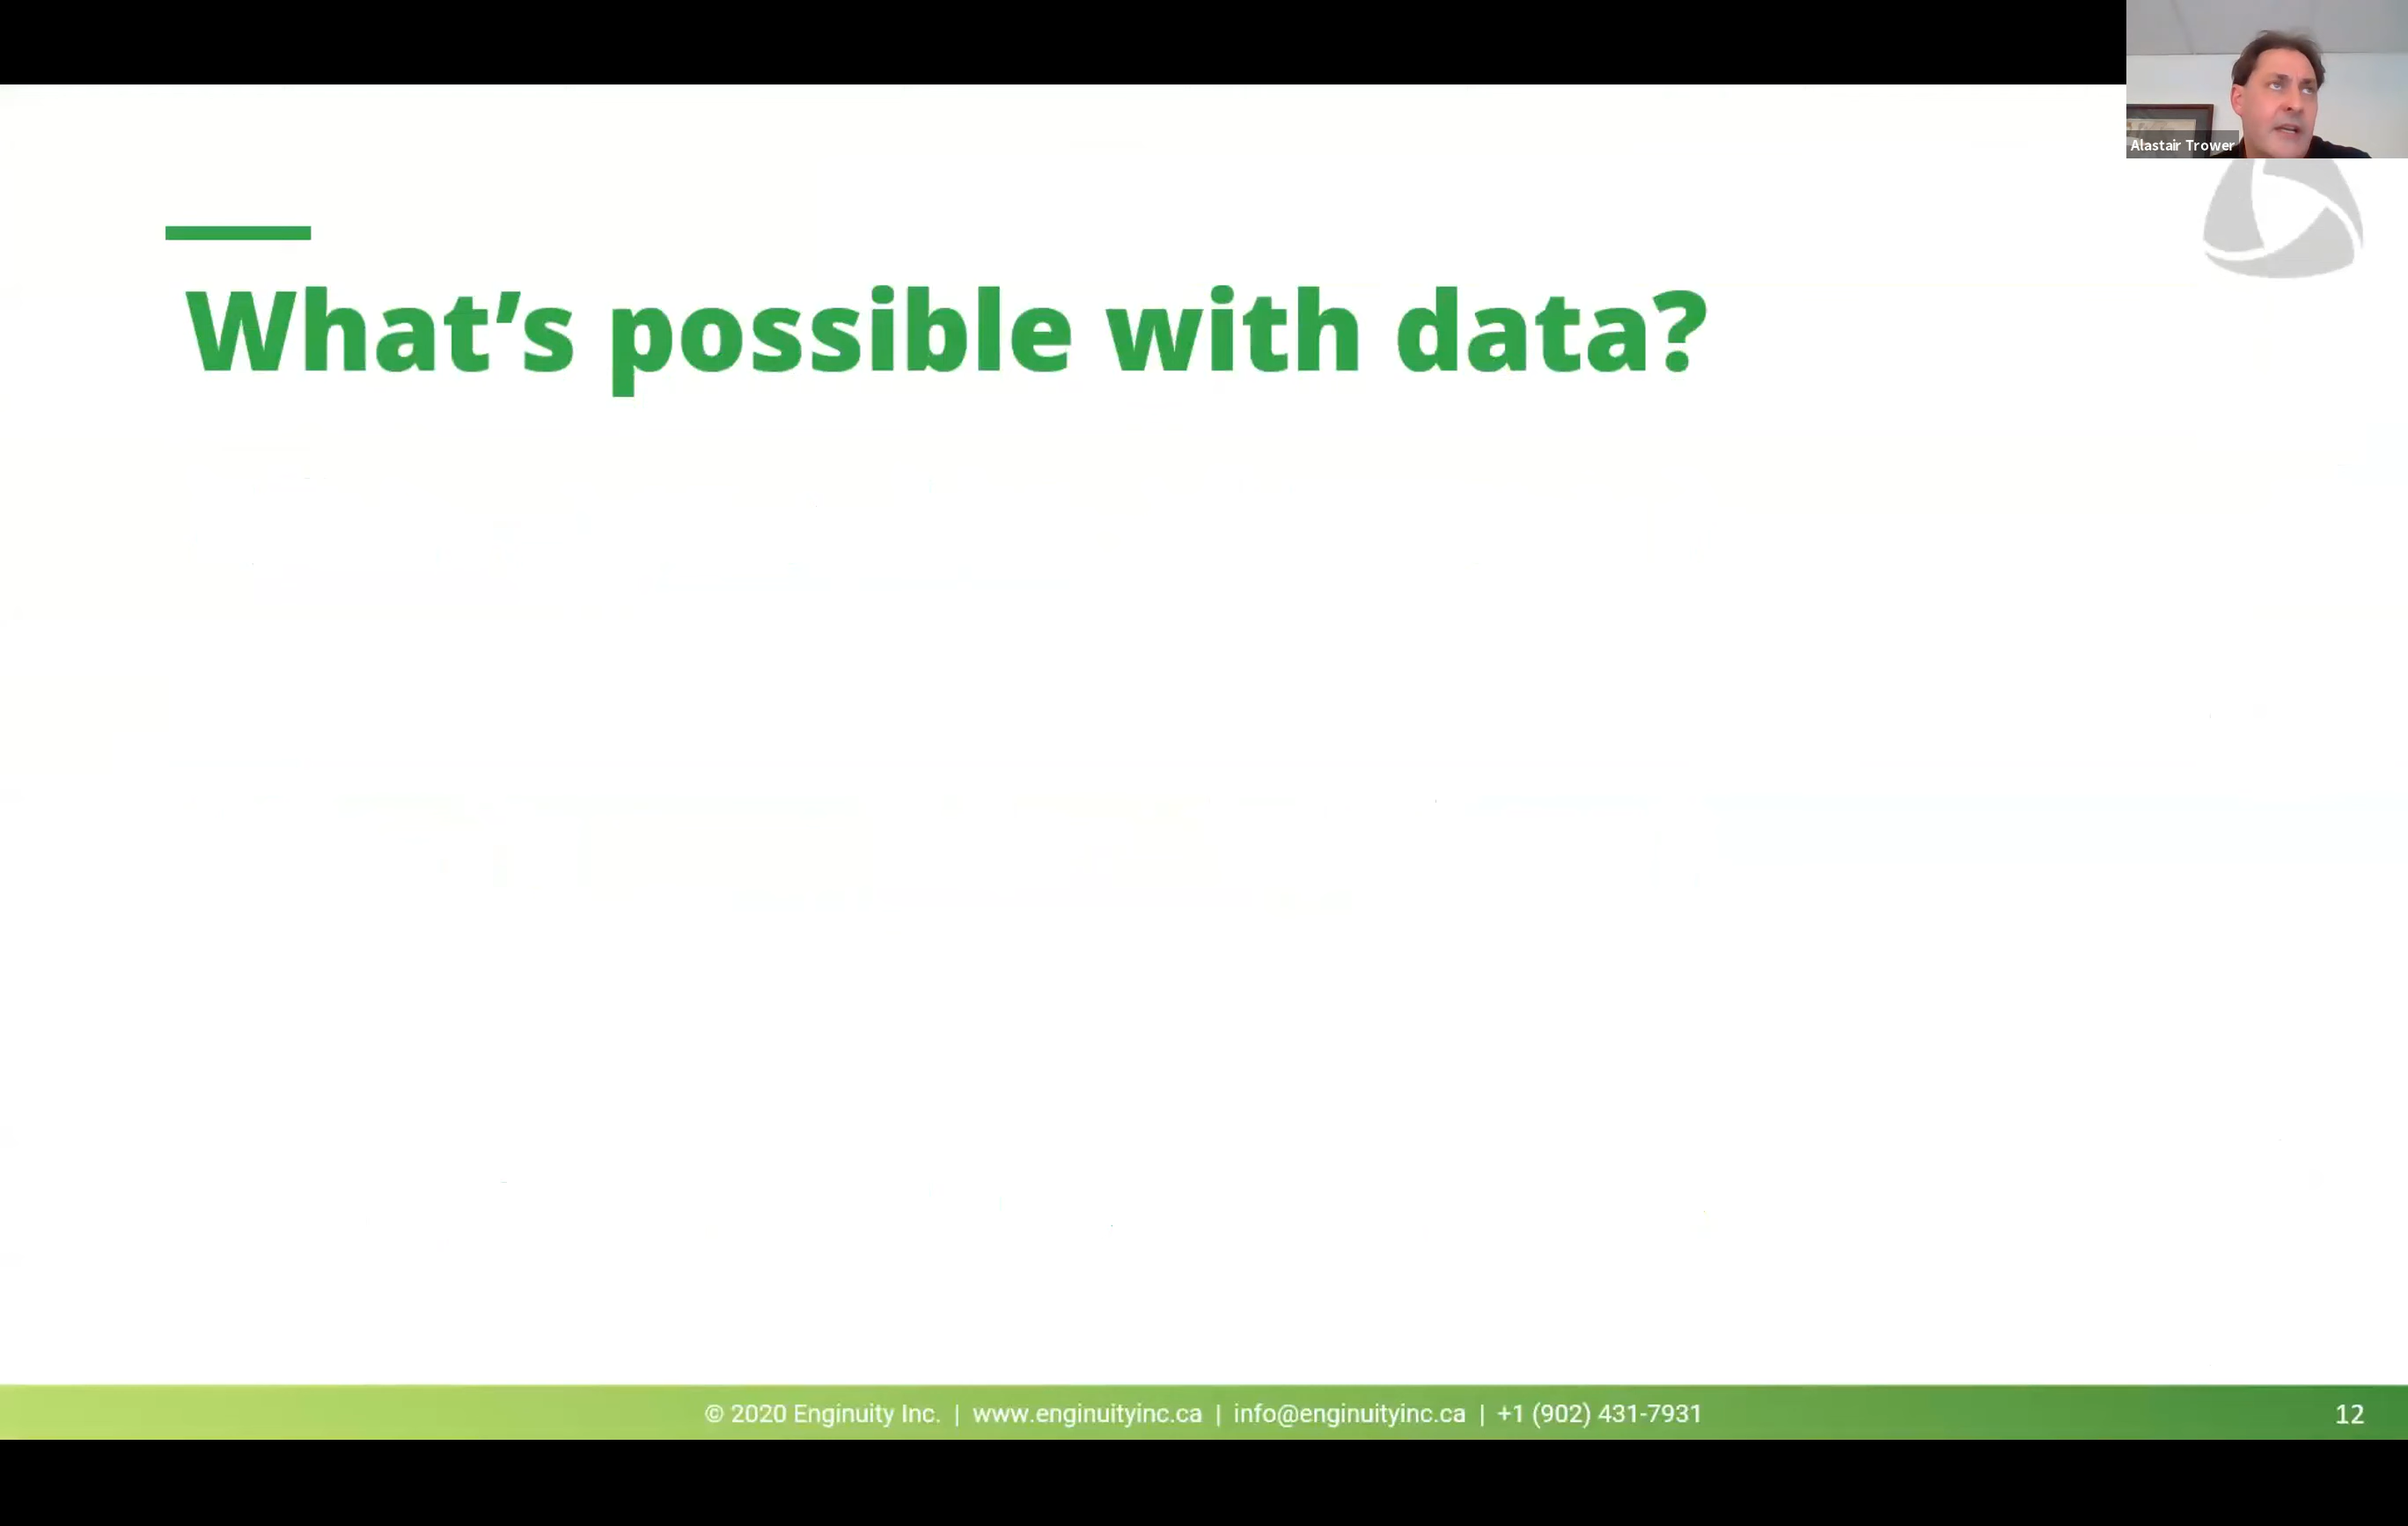 Alastair Trower
What’s possible with data?
© 2020 Enginuity Inc. | www.enginuityinc.ca | info@enginuityinc.ca | +1 (902) 431-7931
12